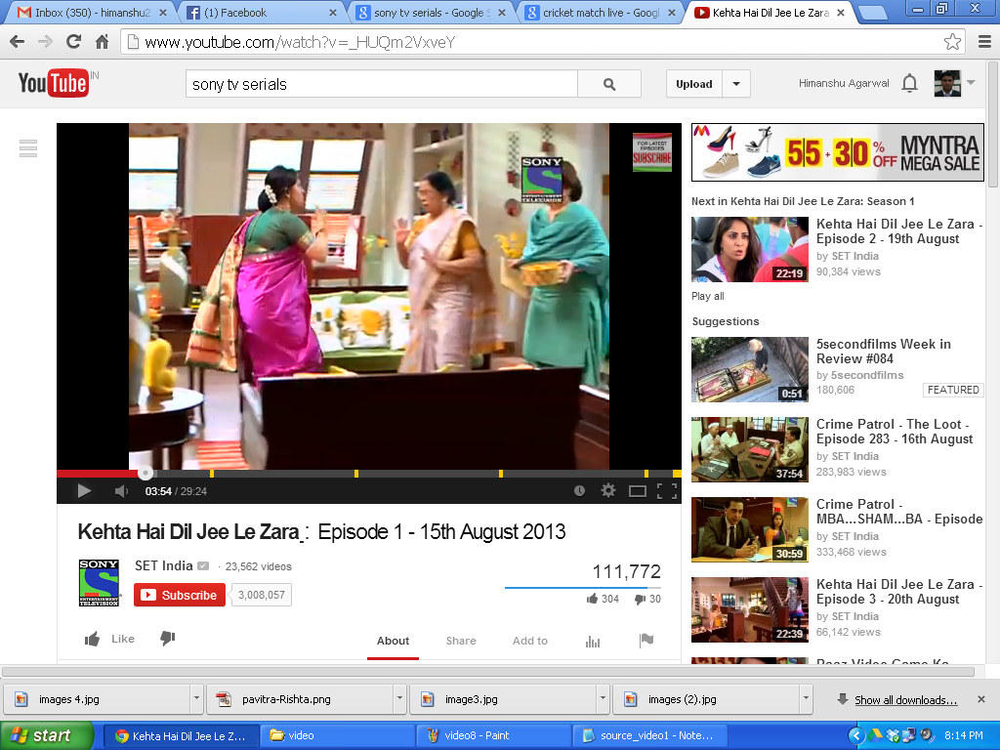 Inbox (350) - himanshu2
(1) Facebook
sony tv serials - Google S
cricket match live - Googl
Kehta Hai Dil Jee Le Zara
www.youtube.com/watch?v=_HUQm2VxveY
YouTube IN
sony tv serials
Upload
Himanshu Agarwal
FOR LATEST
EPISODES
SUBSCRIBE
SONY
ENTERTAINMENT
TELEVISION
03:54 / 29:24
Kehta Hai Dil Jee Le Zara : Episode 1 - 15th August 2013
SONY
ENTERTAINMENT
TELEVISION
SET India · 23,562 videos
Subscribe 3,008,057
111,772
304 30
Like
About Share Add to
55 + 30 % OFF
MYNTRA
MEGA SALE
Next in Kehta Hai Dil Jee Le Zara: Season 1
22:19
Kehta Hai Dil Jee Le Zara -
Episode 2 - 19th August
by SET India
90,384 views
Play all
Suggestions
0:51
5secondfilms Week in
Review #084
by 5secondfilms
180,606 FEATURED
37:54
Crime Patrol - The Loot -
Episode 283 - 16th August
by SET India
283,983 views
30:59
Crime Patrol -
MBA...SHAM...BA - Episode
by SET India
333,468 views
22:39
Kehta Hai Dil Jee Le Zara -
Episode 3 - 20th August
by SET India
66,142 views
images 4.jpg
pavitra-Rishta.png
image3.jpg
images (2).jpg
Show all downloads...
start
Kehta Hai Dil Jee Le Z...
video
video8 - Paint
source_video1 - Note...
8:14 PM